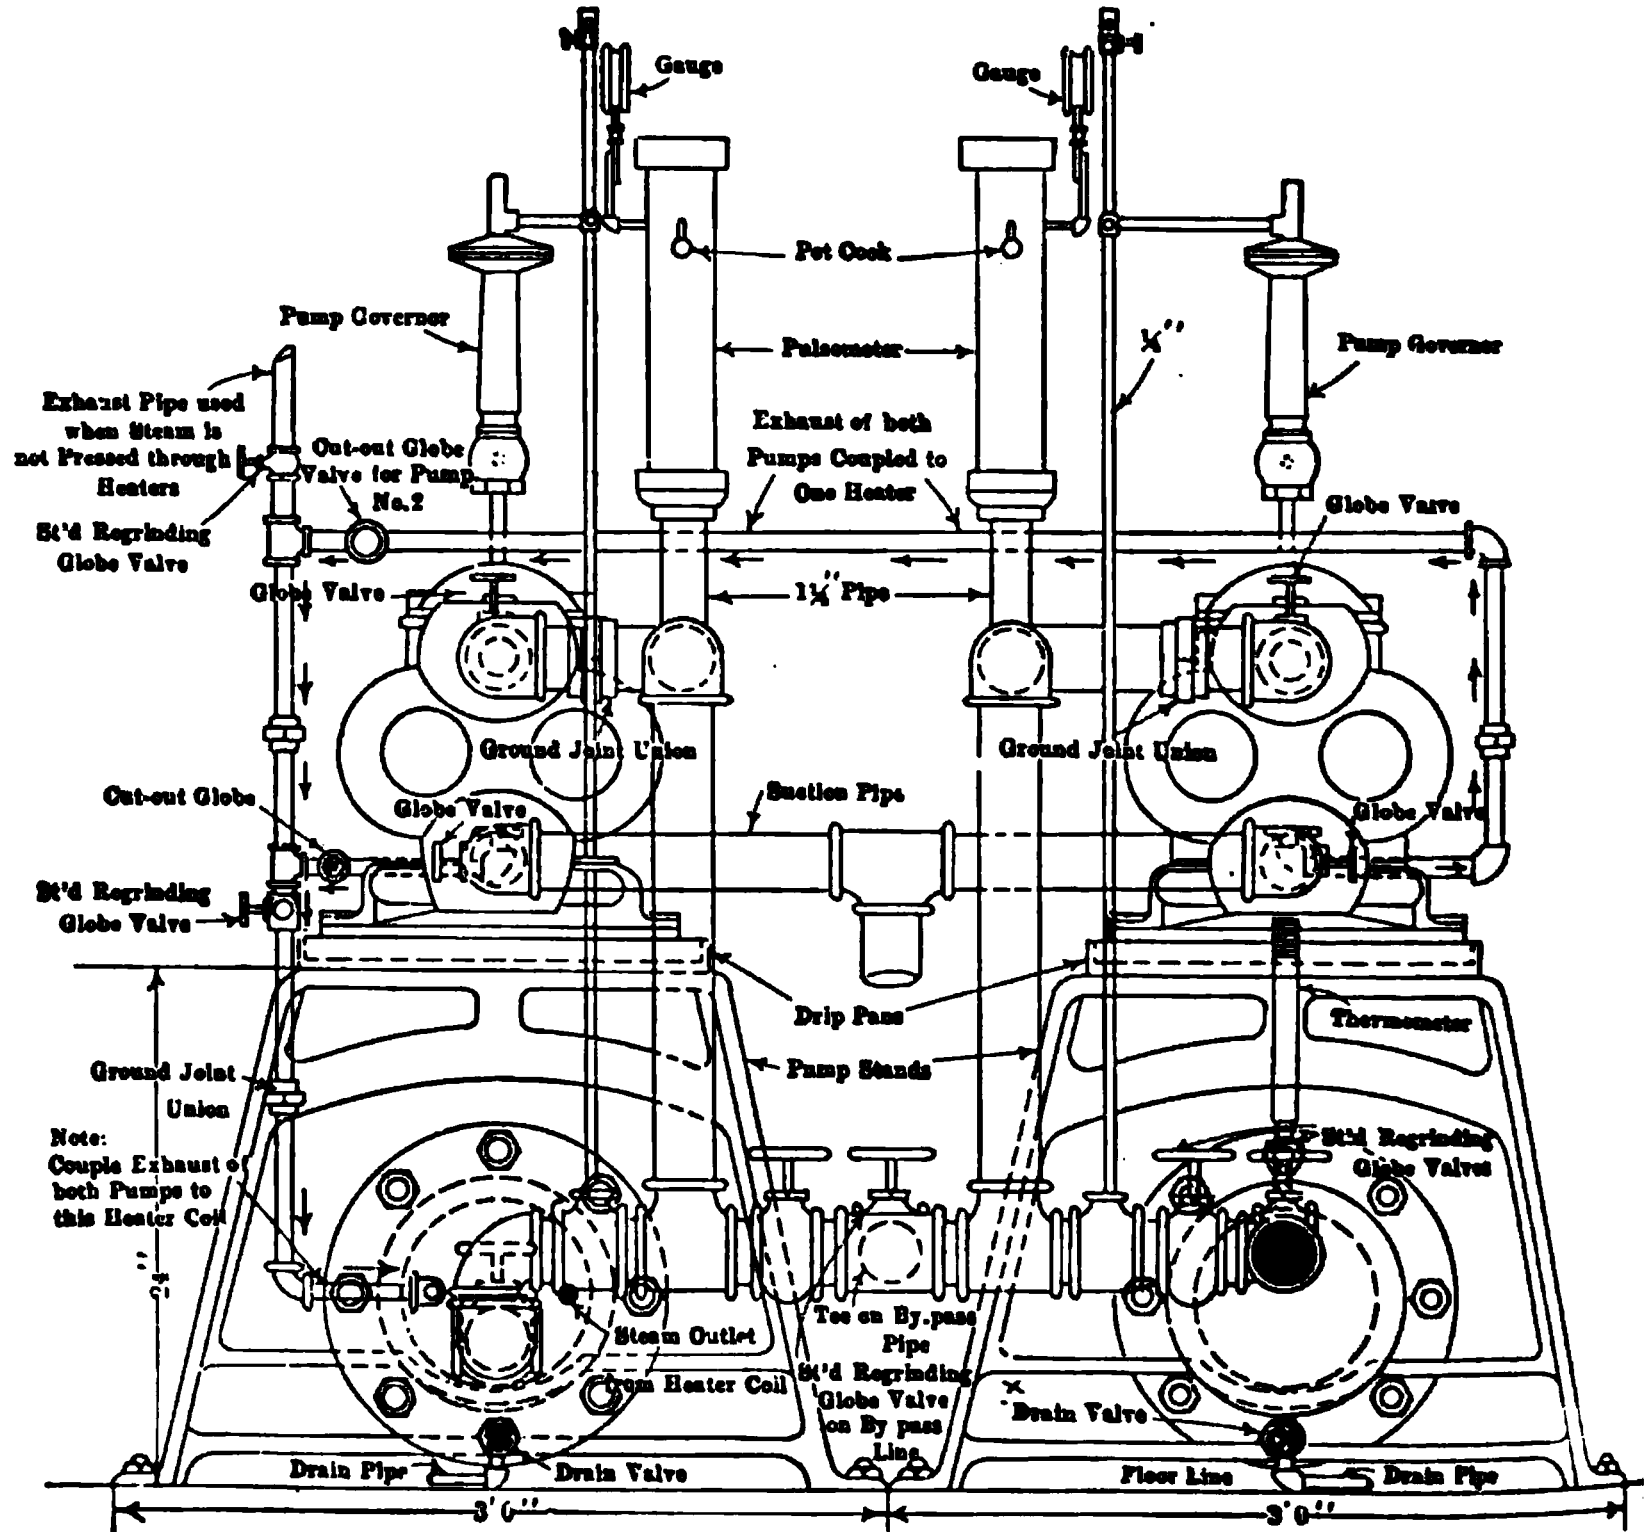 Gauge
Gauge
Pet Cock
Pump Governor
Pulsometer
¼"
Pump Governor
Exhaust Pipe used
when Steam is
not Pressed through
Heaters
Cut-out Globe
Valve for Pump
No.2
Exhaust of both
Pumps Coupled to
One Heater
Globe Valve
St'd Regrinding
Globe Valve
Globe Valve
1¼" Pipe
Ground Joint Union
Ground Joint Union
Cut-out Globe
Globe Valve
Suction Pipe
Globe Valve
St'd Regrinding
Globe Valve
Drip Pans
Thermometer
Ground Joint
Union
Pump Stands
Note:
Couple Exhaust of
both Pumps to
this Heater Coil
St'd Regrinding
Globe Valves
Steam Outlet
from Heater Coil
Tee on By.pass
Pipe
St'd Regrinding
Globe Valve
on By pass
Line
Drain Valve
Drain Pipe
Drain Valve
Floor Line
Drain Pipe
3'0"
3'0"